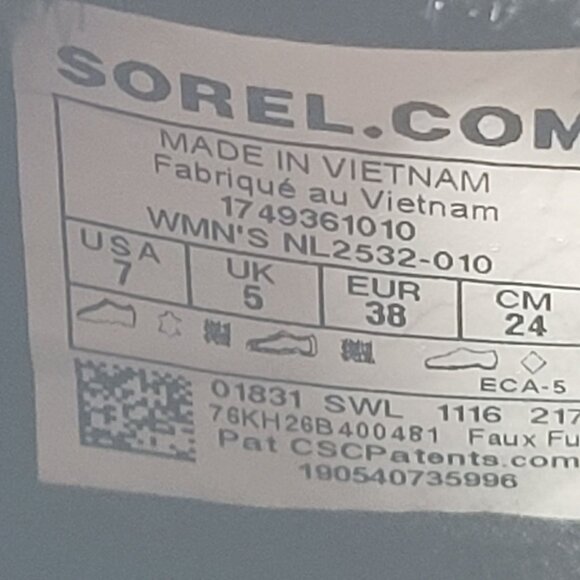 SOREL.COM
MADE IN VIETNAM
Fabriqué au Vietnam
1749361010
WMN'S NL2532-010
USA 7 UK 5 EUR 38 CM 24
ECA-5
01831 SWL 1116 217
76KH26B400481 Faux Fu
Pat CSCPatents.com
190540735996